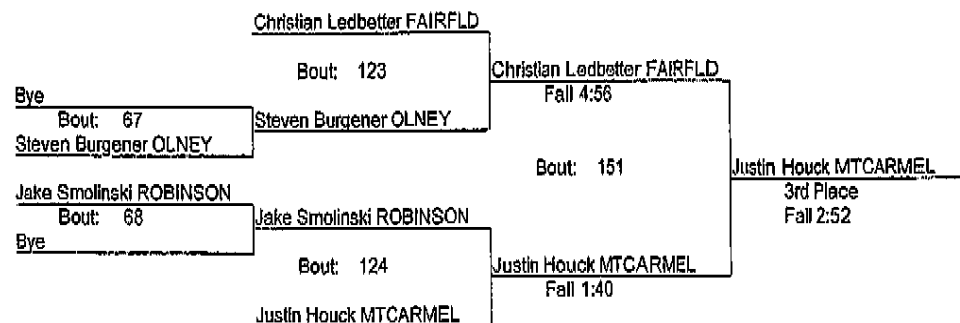 Christian Ledbetter FAIRFLD
Bout: 123
Christian Ledbetter FAIRFLD
Fall 4:56
Bye
Bout: 67
Steven Burgener OLNEY
Steven Burgener OLNEY
Bout: 151
Justin Houck MTCARMEL
3rd Place
Fall 2:52
Jake Smolinski ROBINSON
Bout: 68
Jake Smolinski ROBINSON
Bye
Bout: 124
Justin Houck MTCARMEL
Fall 1:40
Justin Houck MTCARMEL